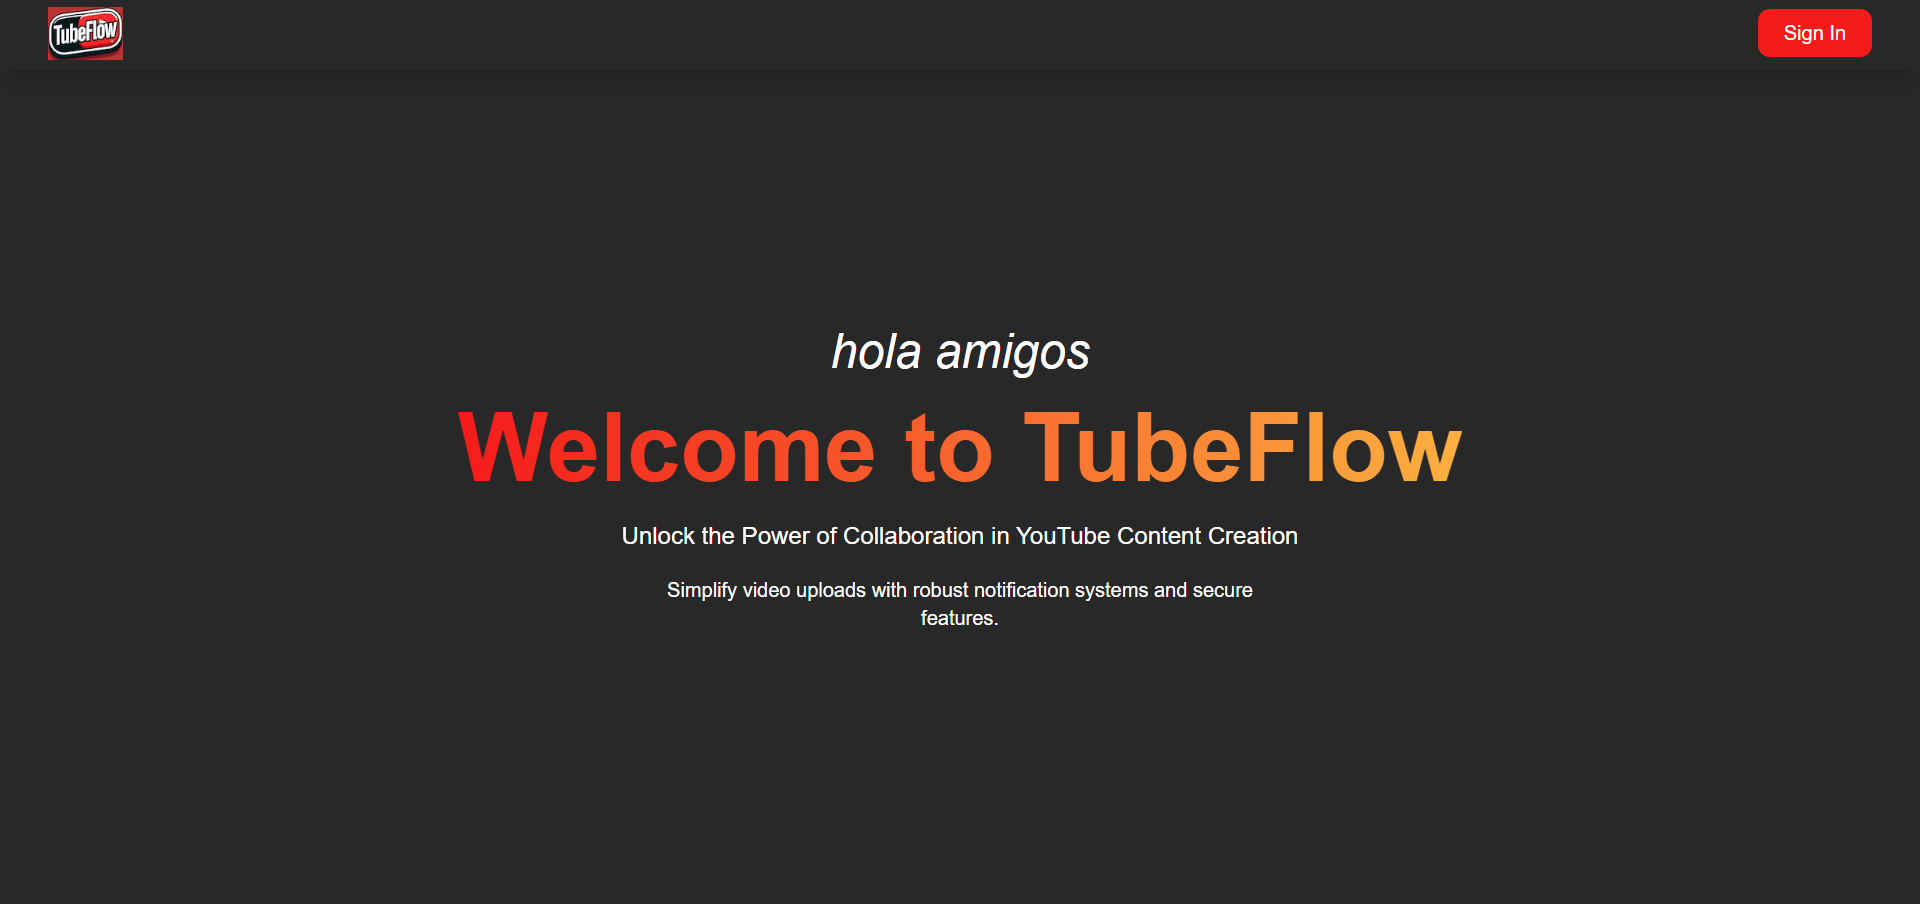 TubeFlow
Sign In
hola amigos
Welcome to TubeFlow
Unlock the Power of Collaboration in YouTube Content Creation
Simplify video uploads with robust notification systems and secure
features.